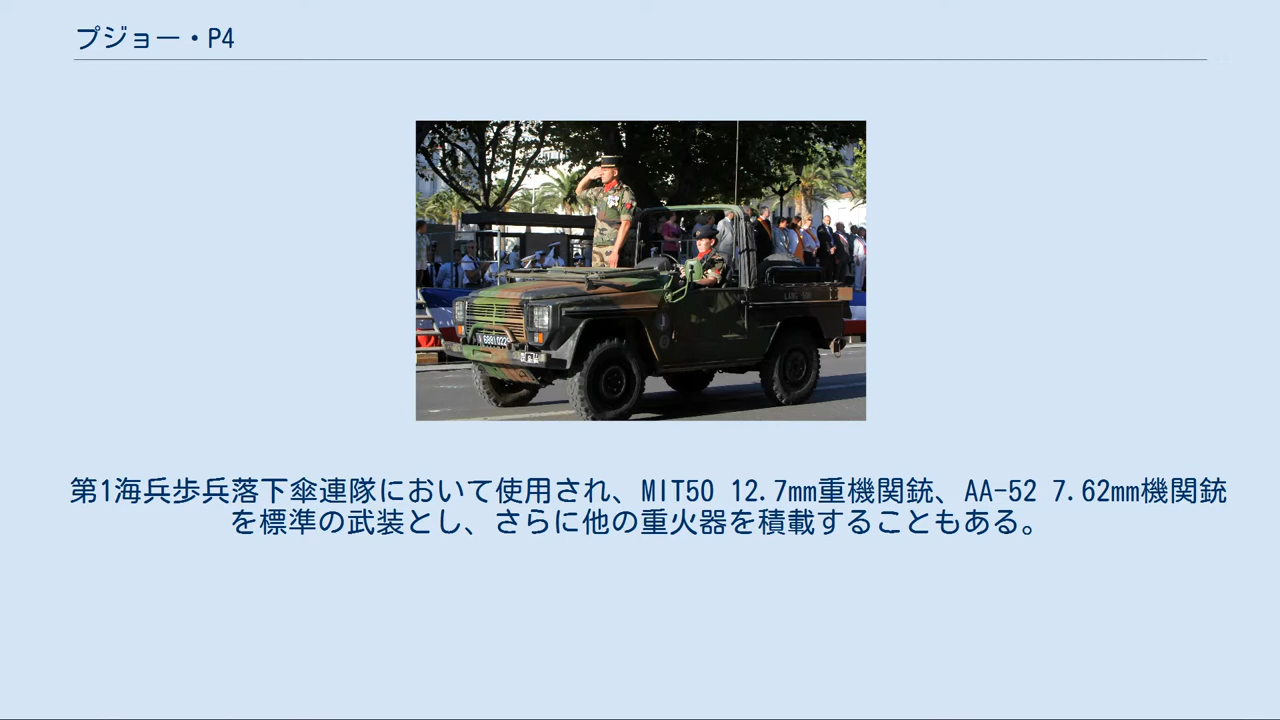 プジョー・P4
第1海兵歩兵落下傘連隊において使用され、MIT50 12.7mm重機関銃、AA-52 7.62mm機関銃
を標準の武装とし、さらに他の重火器を積載することもある。